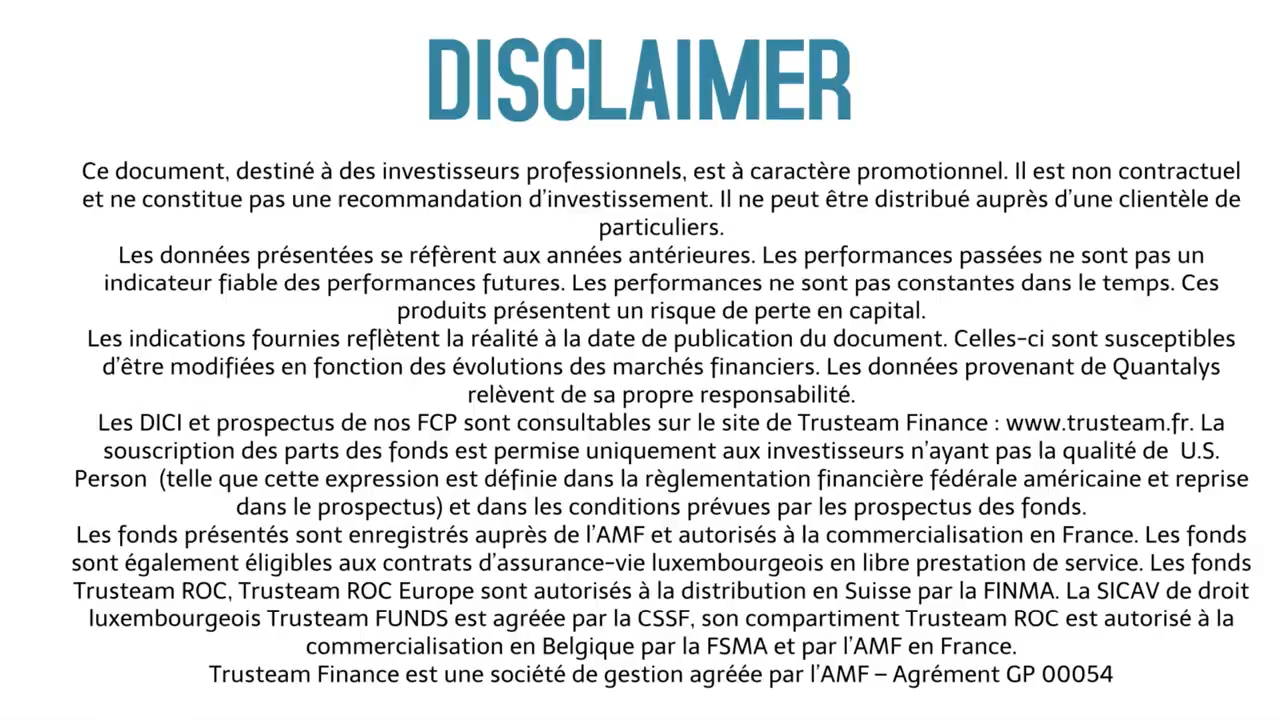 DISCLAIMER
Ce document, destiné à des investisseurs professionnels, est à caractère promotionnel. Il est non contractuel
et ne constitue pas une recommandation d'investissement. Il ne peut être distribué auprès d'une clientèle de
particuliers.
Les données présentées se réfèrent aux années antérieures. Les performances passées ne sont pas un
indicateur fiable des performances futures. Les performances ne sont pas constantes dans le temps. Ces
produits présentent un risque de perte en capital.
Les indications fournies reflètent la réalité à la date de publication du document. Celles-ci sont susceptibles
d'être modifiées en fonction des évolutions des marchés financiers. Les données provenant de Quantalys
relèvent de sa propre responsabilité.
Les DICI et prospectus de nos FCP sont consultables sur le site de Trusteam Finance : www.trusteam.fr. La
souscription des parts des fonds est permise uniquement aux investisseurs n'ayant pas la qualité de  U.S.
Person  (telle que cette expression est définie dans la règlementation financière fédérale américaine et reprise
dans le prospectus) et dans les conditions prévues par les prospectus des fonds.
Les fonds présentés sont enregistrés auprès de l'AMF et autorisés à la commercialisation en France. Les fonds
sont également éligibles aux contrats d'assurance-vie luxembourgeois en libre prestation de service. Les fonds
Trusteam ROC, Trusteam ROC Europe sont autorisés à la distribution en Suisse par la FINMA. La SICAV de droit
luxembourgeois Trusteam FUNDS est agréée par la CSSF, son compartiment Trusteam ROC est autorisé à la
commercialisation en Belgique par la FSMA et par l'AMF en France.
Trusteam Finance est une société de gestion agréée par l'AMF – Agrément GP 00054